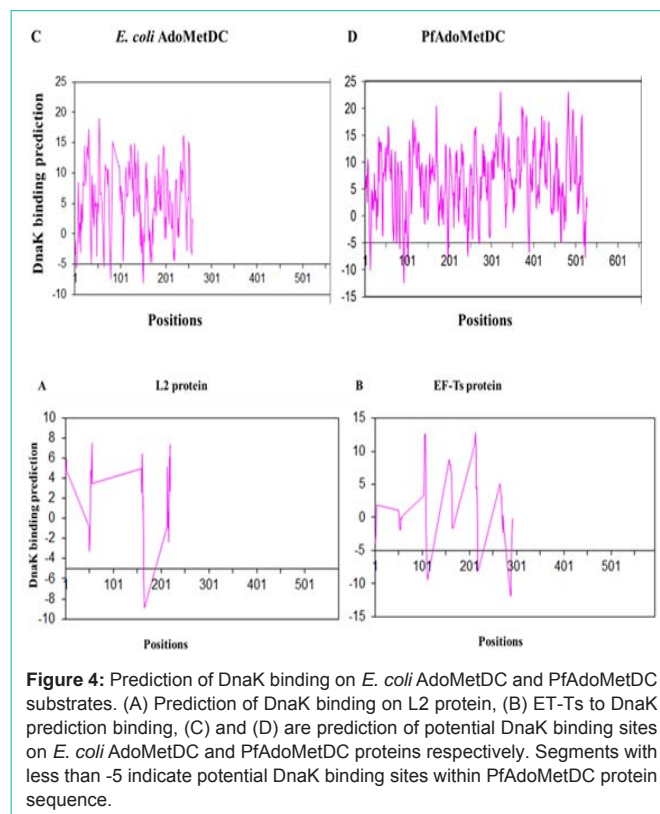 C E. coli AdoMetDC D PfAdoMetDC
DnaK binding prediction
25
20
15
10
5
0
-5
-10
1 101 201 301 401 501
Positions
25
20
15
10
5
0
-5
-10
-15
1 101 201 301 401 501 601
Positions
A L2 protein B EF-Ts protein
DnaK binding prediction
10
8
6
4
2
0
-2
-4
-6
-8
-10
1 101 201 301 401 501
Positions
15
10
5
0
-5
-10
-15
1 101 201 301 401 501
Positions
Figure 4: Prediction of DnaK binding on E. coli AdoMetDC and PfAdoMetDC
substrates. (A) Prediction of DnaK binding on L2 protein, (B) ET-Ts to DnaK
prediction binding, (C) and (D) are prediction of potential DnaK binding sites
on E. coli AdoMetDC and PfAdoMetDC proteins respectively. Segments with
less than -5 indicate potential DnaK binding sites within PfAdoMetDC protein
sequence.